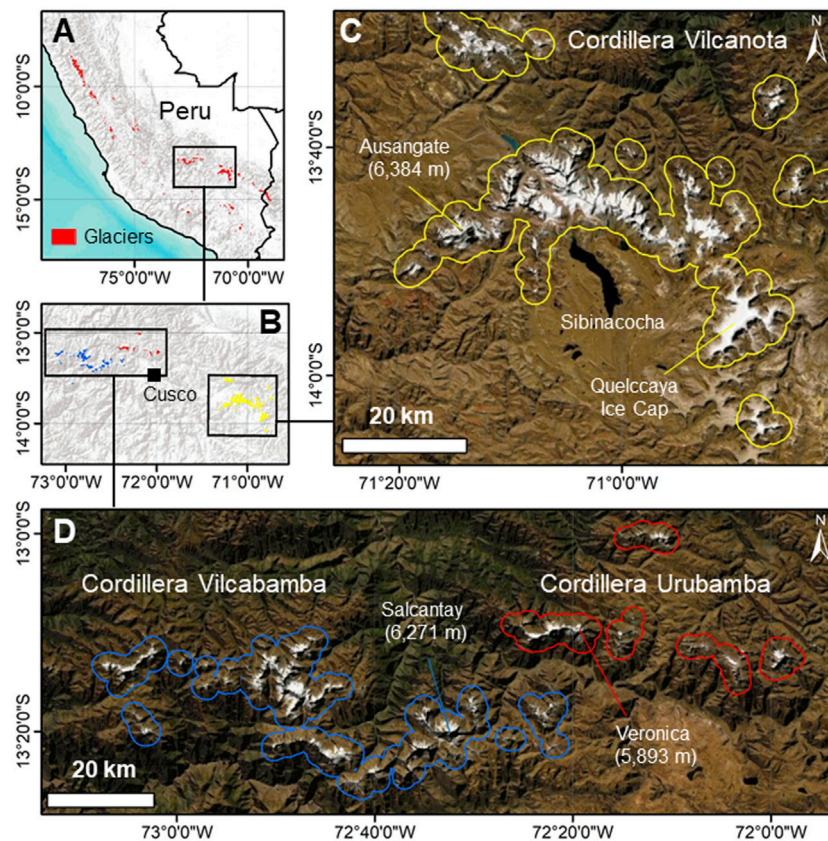 A
Peru
Glaciers
10°0'0"S
15°0'0"S
75°0'0"W
70°0'0"W
B
Cusco
13°0'0"S
14°0'0"S
73°0'0"W
72°0'0"W
71°0'0"W
C
Cordillera Vilcanota
N
Ausangate
(6,384 m)
Sibinacocha
Quelccaya
Ice Cap
20 km
13°40'0"S
14°0'0"S
71°20'0"W
71°0'0"W
D
N
Cordillera Vilcabamba
Cordillera Urubamba
Salcantay
(6,271 m)
Veronica
(5,893 m)
20 km
13°0'0"S
13°20'0"S
73°0'0"W
72°40'0"W
72°20'0"W
72°0'0"W